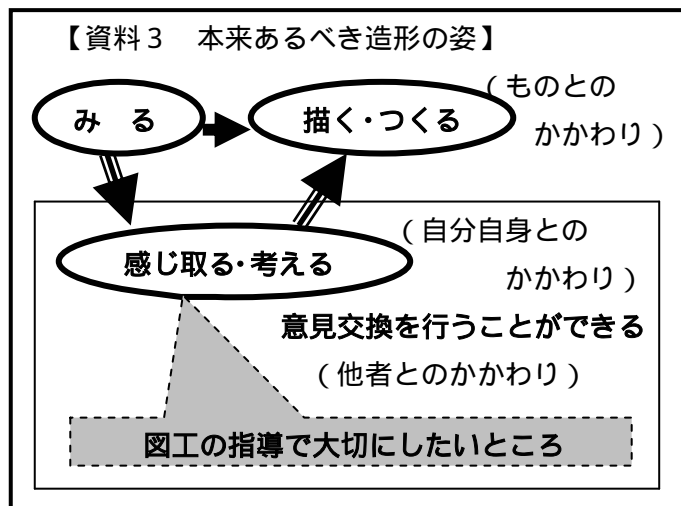 【資料3 本来あるべき造形の姿】
み る
描く・つくる
(ものとの
かかわり)
感じ取る・考える
(自分自身との
かかわり)
意見交換を行うことができる
(他者とのかかわり)
図工の指導で大切にしたいところ